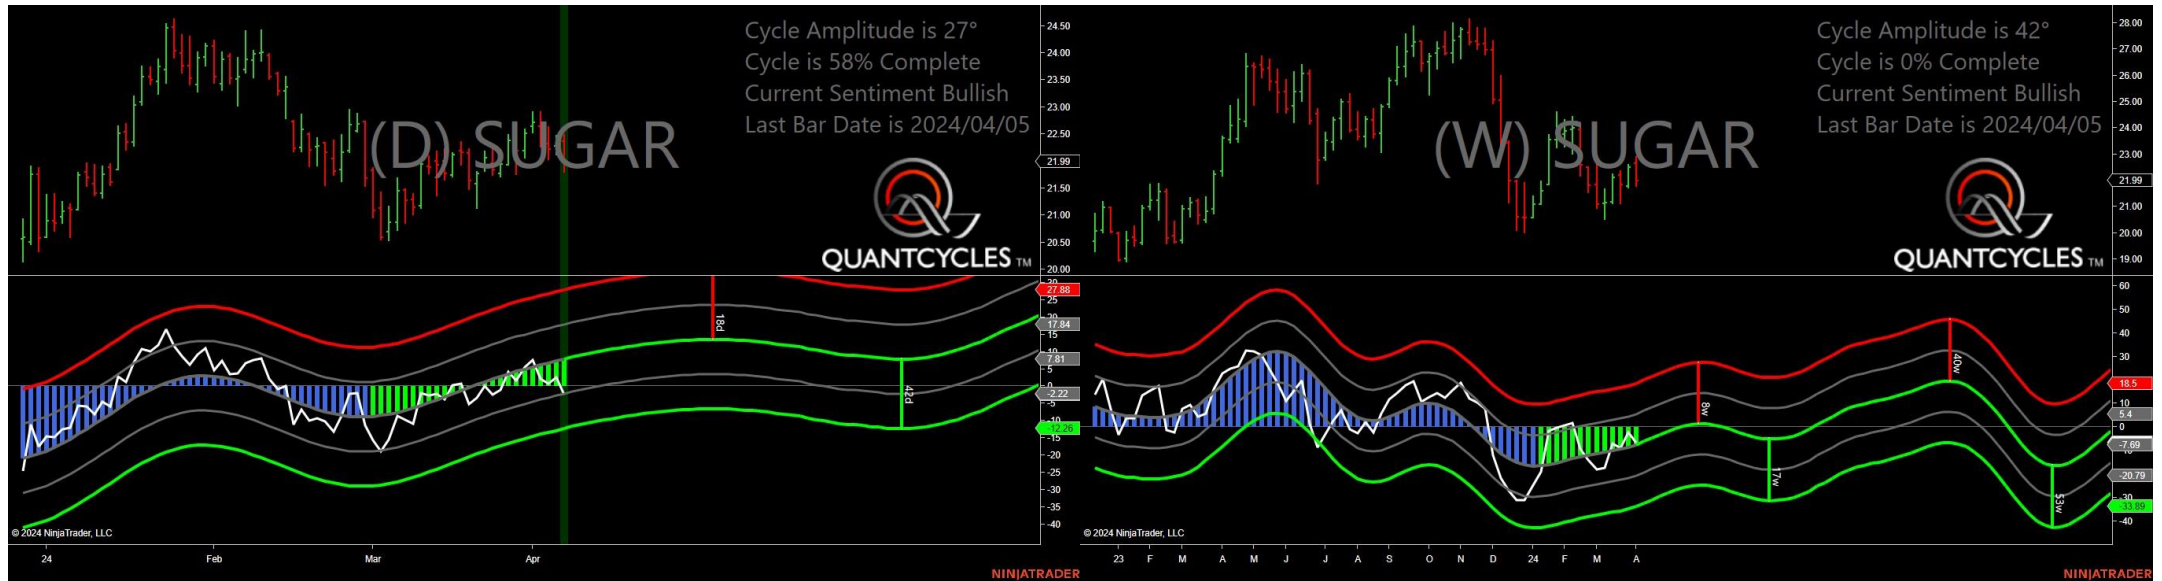 Cycle Amplitude is 27°
Cycle is 58% Complete
Current Sentiment Bullish
Last Bar Date is 2024/04/05
(D) SUGAR
QUANTCYCLES TM
24.50
24.00
23.50
23.00
22.50
21.99
21.50
21.00
20.50
20.00
27.88
25
20
17.84
10
7.81
5
0
-2.22
-5
-12.26
-15
-20
-25
-30
-35
-40
18d
42d
© 2024 NinjaTrader, LLC
24 Feb Mar Apr
NINJATRADER
Cycle Amplitude is 42°
Cycle is 0% Complete
Current Sentiment Bullish
Last Bar Date is 2024/04/05
(W) SUGAR
QUANTCYCLES TM
28.00
27.00
26.00
25.00
24.00
23.00
21.99
21.00
20.00
19.00
60
50
40
30
18.5
10
5.4
0
-7.69
-20.79
-30
-33.89
-40
8w
17w
40w
53w
© 2024 NinjaTrader, LLC
23 F M A M J J A S O N D 24 F M A
NINJATRADER